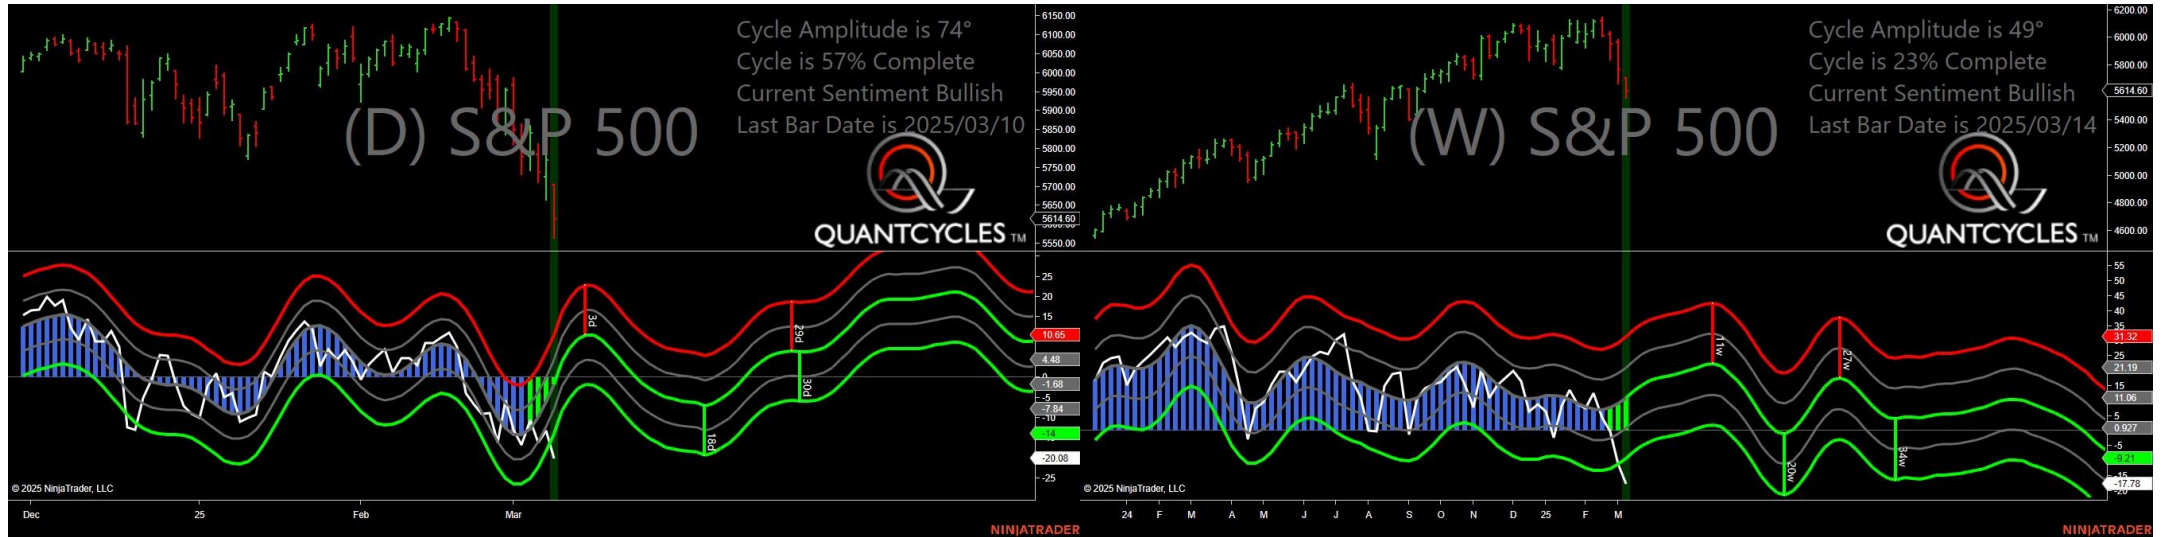 Cycle Amplitude is 74°
Cycle is 57% Complete
Current Sentiment Bullish
Last Bar Date is 2025/03/10
(D) S&P 500
QUANTCYCLES TM
6150.00
6100.00
6050.00
6000.00
5950.00
5900.00
5850.00
5800.00
5750.00
5700.00
5650.00
5614.60
5550.00
25
20
15
10.65
4.48
0
-1.68
-5
-7.84
-10
-14
-20.08
-25
3d
18d
29d
30d
© 2025 NinjaTrader, LLC
Dec
25
Feb
Mar
NINJATRADER
Cycle Amplitude is 49°
Cycle is 23% Complete
Current Sentiment Bullish
Last Bar Date is 2025/03/14
(W) S&P 500
QUANTCYCLES TM
6200.00
6000.00
5800.00
5614.60
5400.00
5200.00
5000.00
4800.00
4600.00
55
50
45
40
35
31.32
25
21.19
15
11.06
5
0.927
-5
-9.21
-15
-17.78
-20
11w
20w
27w
34w
© 2025 NinjaTrader, LLC
24 F M A M J J A S O N D 25 F M
NINJATRADER